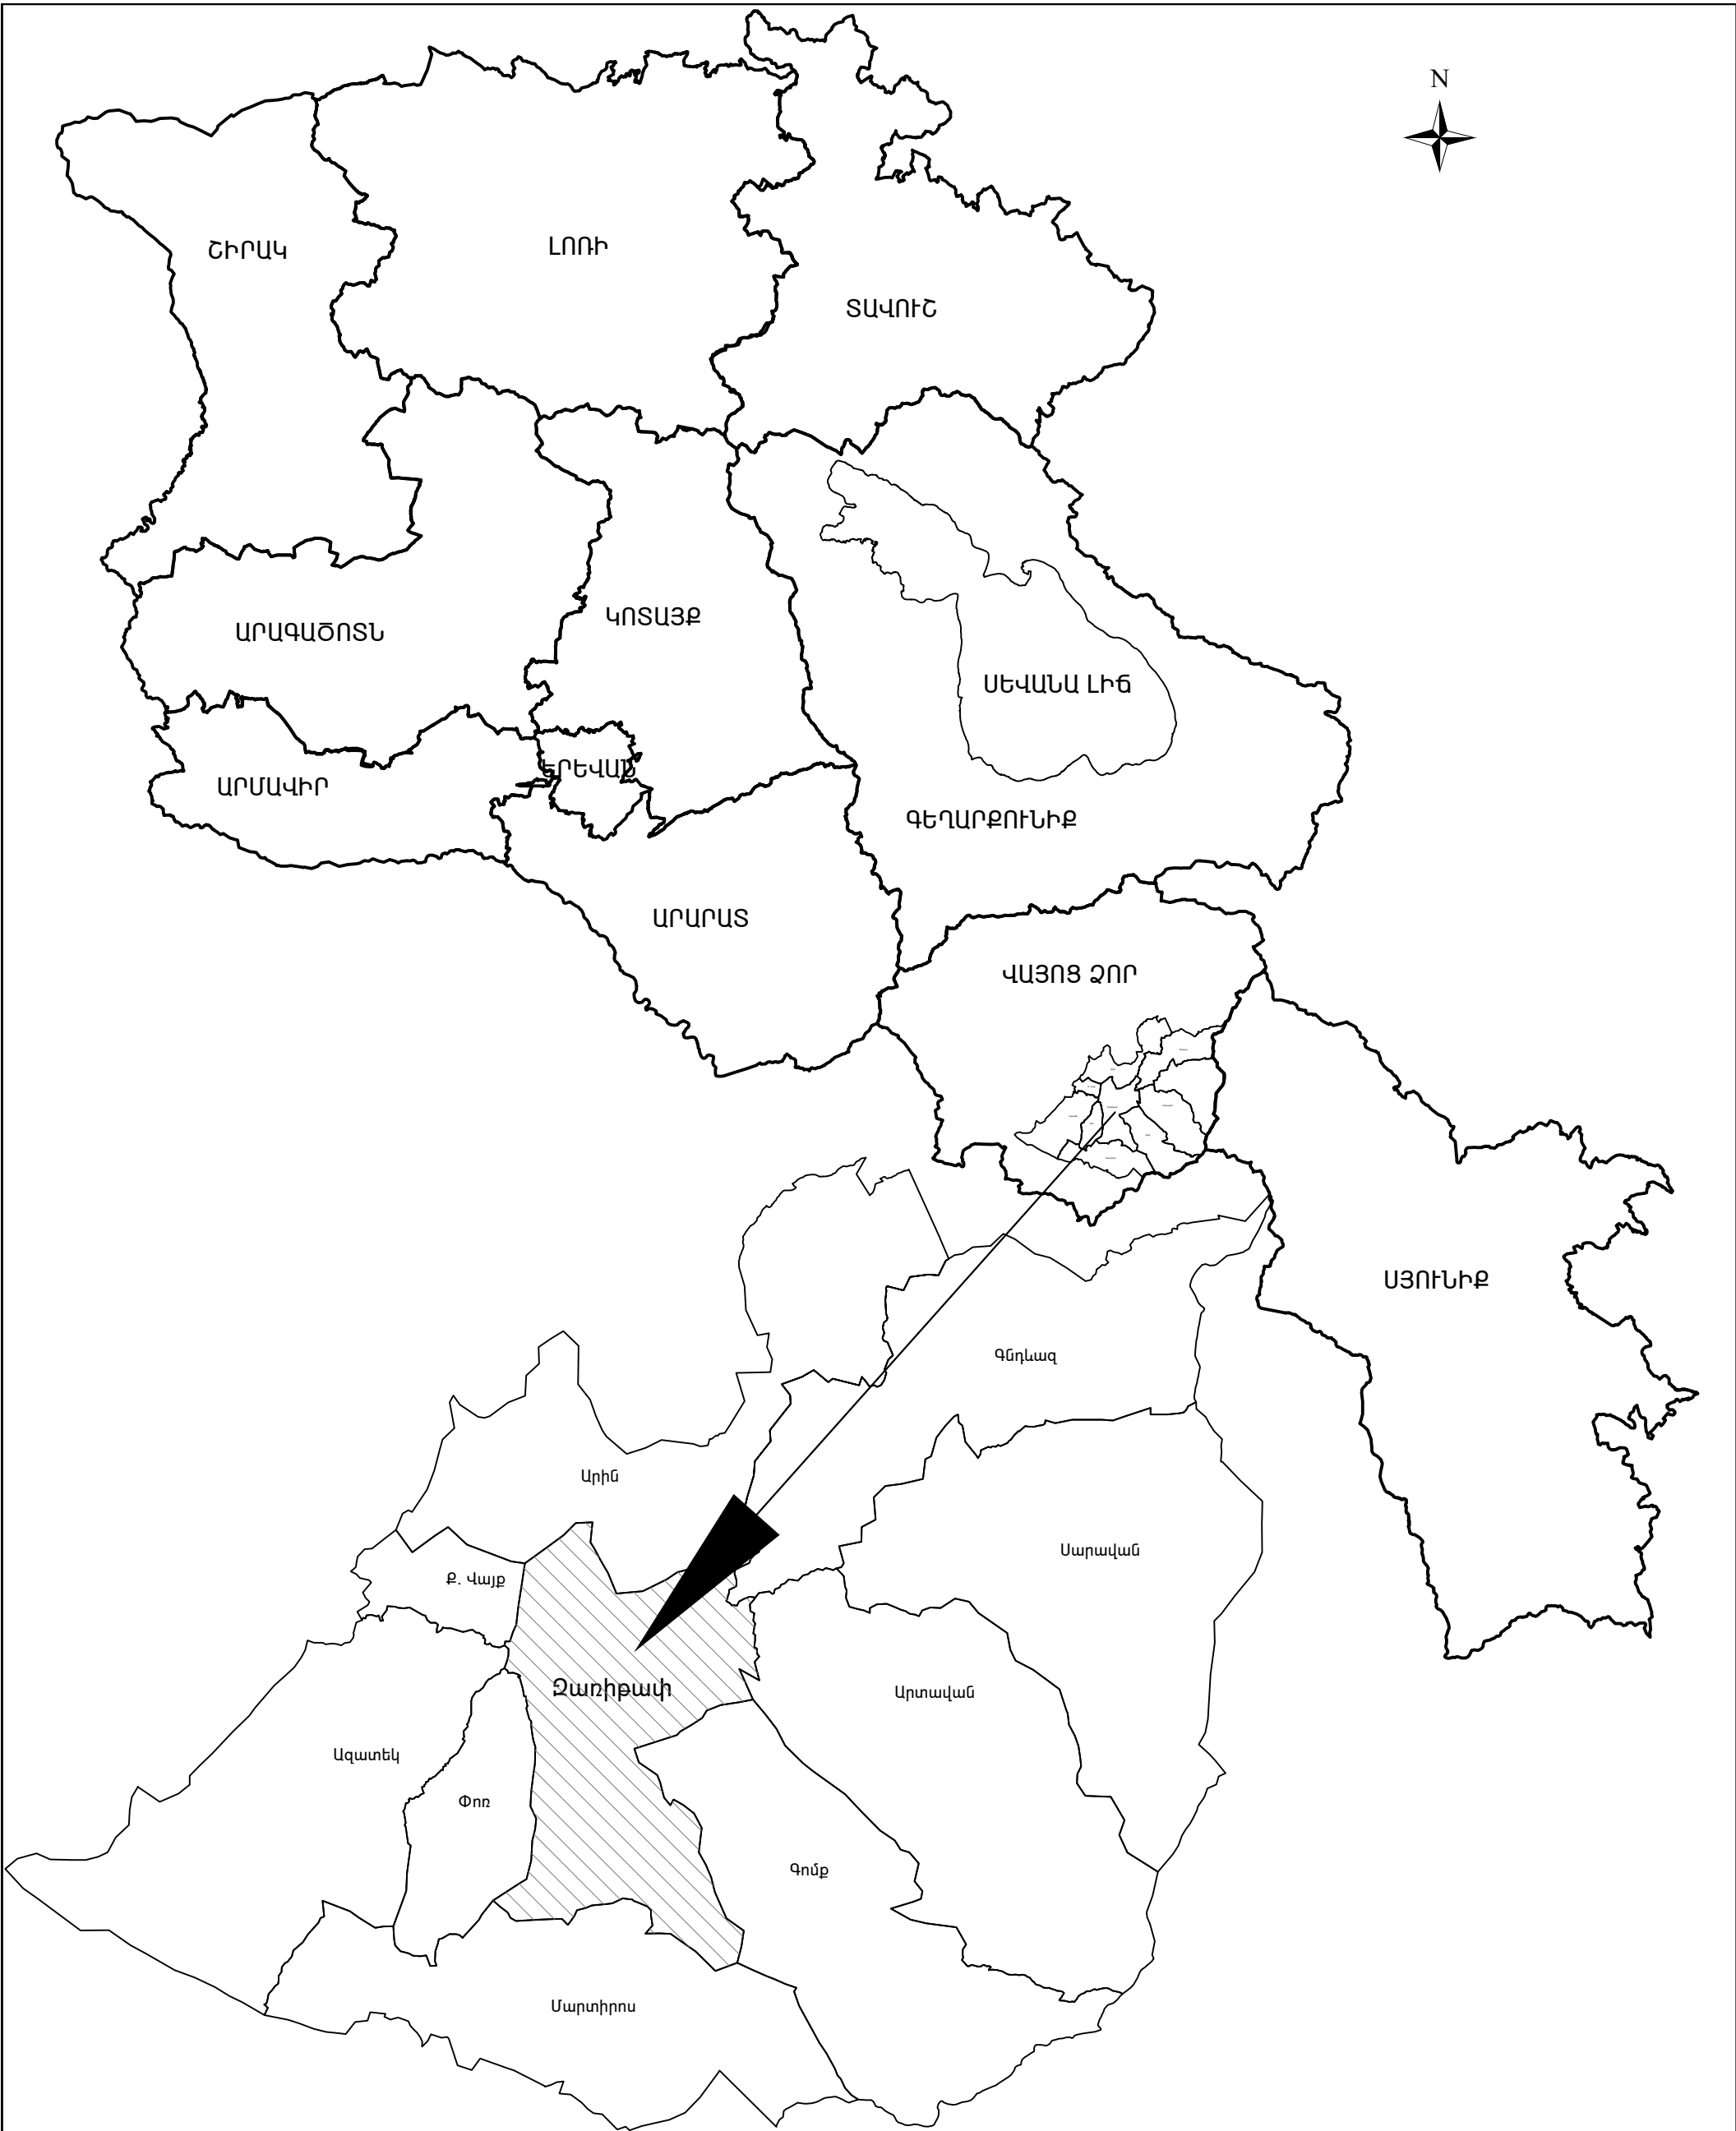 N
ՇԻՐԱԿ
ԼՈՌԻ
ՏԱՎՈՒՇ
ԱՐԱԳԱԾՈՏՆ
ԿՈՏԱՅՔ
ՍԵՎԱՆԱ ԼԻՃ
ԱՐՄԱՎԻՐ
ԵՐԵՎԱՆ
ԳԵՂԱՐՔՈՒՆԻՔ
ԱՐԱՐԱՏ
ՎԱՅՈՑ ՁՈՐ
ՍՅՈՒՆԻՔ
Գնդևազ
Արին
Սարավան
Ք. Վայք
Զառիթափ
Արտավան
Ազատեկ
Փոռ
Գոմք
Մարտիրոս